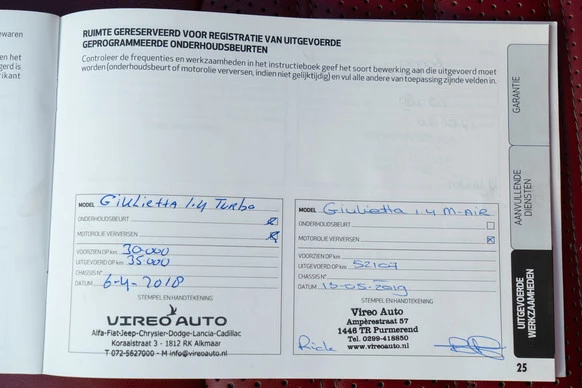 waren
n het
gerd is
rikant
RUIMTE GERESERVEERD VOOR REGISTRATIE VAN UITGEVOERDE
GEPROGRAMMEERDE ONDERHOUDSBEURTEN
Controleer de frequenties en werkzaamheden in het instructieboek geef het soort bewerking aan die uitgevoerd moet
worden (onderhoudsbeurt of motorolie verversen, indien niet gelijktijdig) en vul alle andere van toepassing zijnde velden in.
MODEL Giulietta 1.4 Turbo
ONDERHOUDSBEURT
MOTOROLIE VERVERSEN
VOORZIEN OP km 30.000
UITGEVOERD OP km 35.000
CHASSIS N°
DATUM 6-4-2018
STEMPEL EN HANDTEKENING
VIREO AUTO
Alfa-Fiat-Jeep-Chrysler-Dodge-Lancia-Cadillac
Koraalstraat 3 - 1812 RK Alkmaar
T 072-5627000 - M info@vireoauto.nl
MODEL Giulietta 1.4 M-AIR
ONDERHOUDSBEURT
MOTOROLIE VERVERSEN
VOORZIEN OP km
UITGEVOERD OP km 52107
CHASSIS N°
DATUM 15-05-2019
STEMPEL EN HANDTEKENING
Vireo Auto
Ampèrestraat 57
1446 TR Purmerend
Tel. 0299-418850
www.vireoauto.nl
Rick
GARANTIE
AANVULLENDE
DIENSTEN
UITGEVOERDE
WERKZAAMHEDEN
25